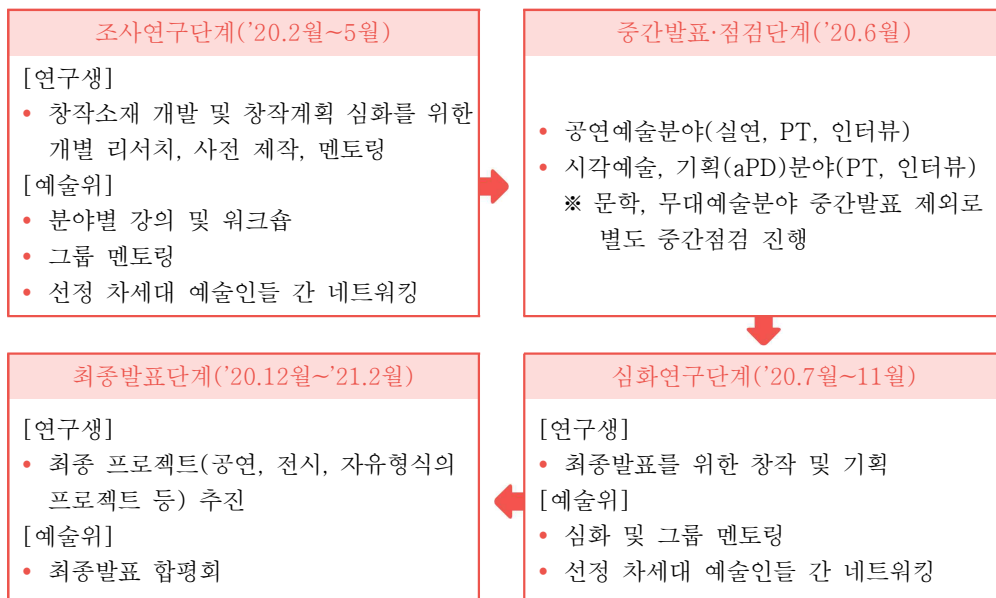 조사연구단계('20.2월~5월)
[연구생]
• 창작소재 개발 및 창작계획 심화를 위한
개별 리서치, 사전 제작, 멘토링
[예술위]
• 분야별 강의 및 워크숍
• 그룹 멘토링
• 선정 차세대 예술인들 간 네트워킹
중간발표·점검단계('20.6월)
• 공연예술분야(실연, PT, 인터뷰)
• 시각예술, 기획(aPD)분야(PT, 인터뷰)
※ 문학, 무대예술분야 중간발표 제외로
별도 중간점검 진행
심화연구단계('20.7월~11월)
[연구생]
• 최종발표를 위한 창작 및 기획
[예술위]
• 심화 및 그룹 멘토링
• 선정 차세대 예술인들 간 네트워킹
최종발표단계('20.12월~'21.2월)
[연구생]
• 최종 프로젝트(공연, 전시, 자유형식의
프로젝트 등) 추진
[예술위]
• 최종발표 합평회